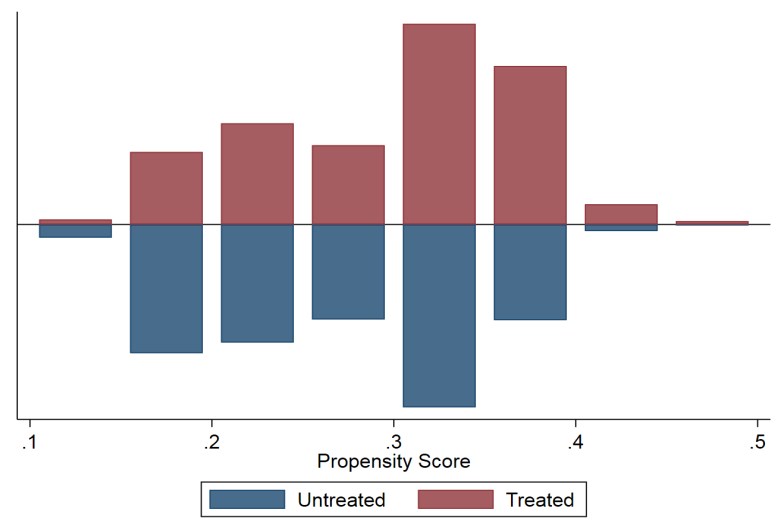 .1 .2 .3 .4 .5
Propensity Score
Untreated Treated